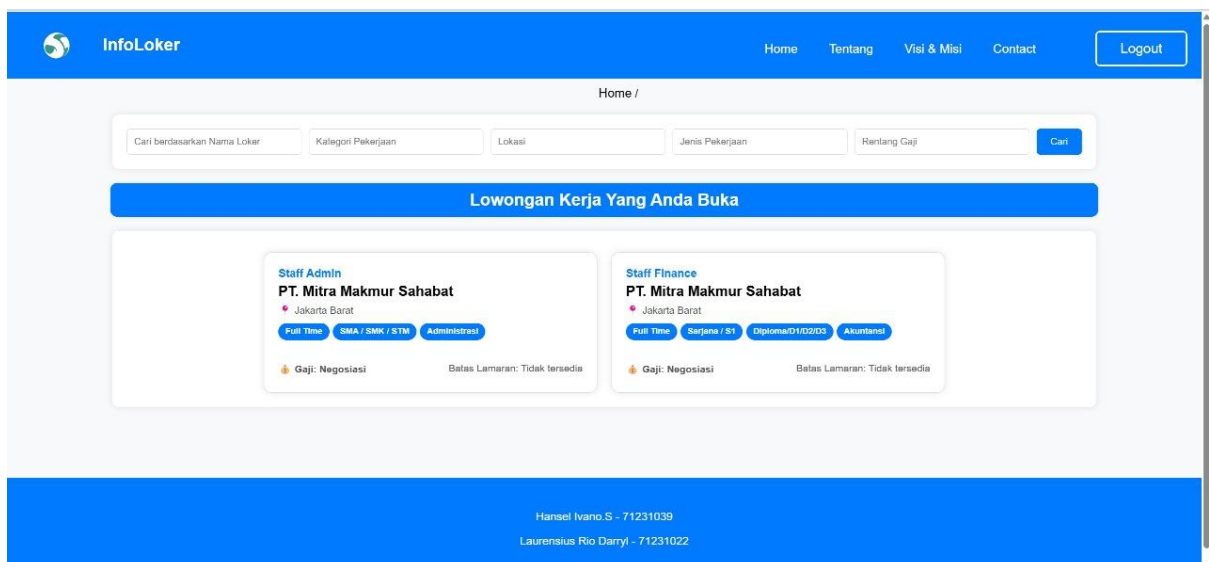 InfoLoker
Home Tentang Visi & Misi Contact Logout
Home /
Cari berdasarkan Nama Loker Kategori Pekerjaan Lokasi Jenis Pekerjaan Rentang Gaji Cari
Lowongan Kerja Yang Anda Buka
Staff Admin
PT. Mitra Makmur Sahabat
Jakarta Barat
Full Time SMA / SMK / STM Administrasi
Gaji: Negosiasi Batas Lamaran: Tidak tersedia
Staff Finance
PT. Mitra Makmur Sahabat
Jakarta Barat
Full Time Sarjana / S1 Diploma/D1/D2/D3 Akuntansi
Gaji: Negosiasi Batas Lamaran: Tidak tersedia
Hansel Ivano.S - 71231039
Laurensius Rio Darryl - 71231022